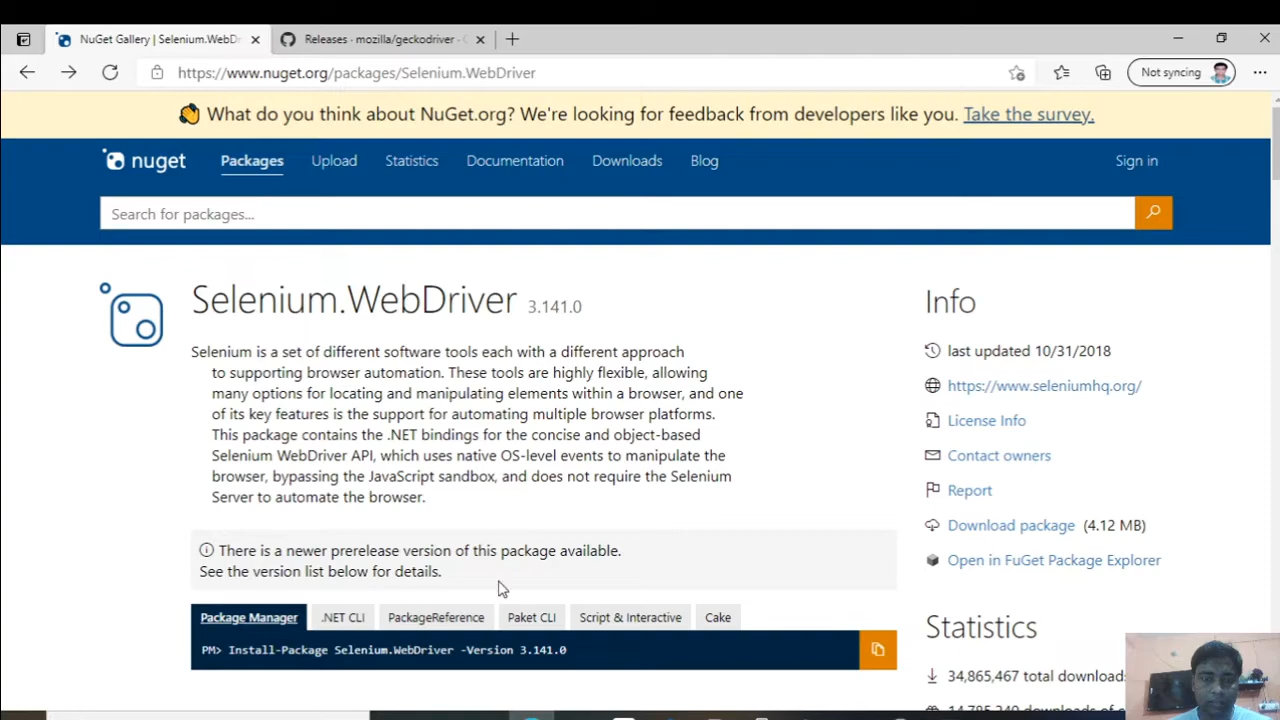 NuGet Gallery | Selenium.WebDr
Releases · mozilla/geckodriver ·
https://www.nuget.org/packages/Selenium.WebDriver
Not syncing
What do you think about NuGet.org? We're looking for feedback from developers like you. Take the survey.
nuget Packages Upload Statistics Documentation Downloads Blog Sign in
Search for packages...
Selenium.WebDriver 3.141.0
Selenium is a set of different software tools each with a different approach
to supporting browser automation. These tools are highly flexible, allowing
many options for locating and manipulating elements within a browser, and one
of its key features is the support for automating multiple browser platforms.
This package contains the .NET bindings for the concise and object-based
Selenium WebDriver API, which uses native OS-level events to manipulate the
browser, bypassing the JavaScript sandbox, and does not require the Selenium
Server to automate the browser.
There is a newer prerelease version of this package available.
See the version list below for details.
Package Manager .NET CLI PackageReference Paket CLI Script & Interactive Cake
PM> Install-Package Selenium.WebDriver -Version 3.141.0
Info
last updated 10/31/2018
https://www.seleniumhq.org/
License Info
Contact owners
Report
Download package (4.12 MB)
Open in FuGet Package Explorer
Statistics
34,865,467 total download